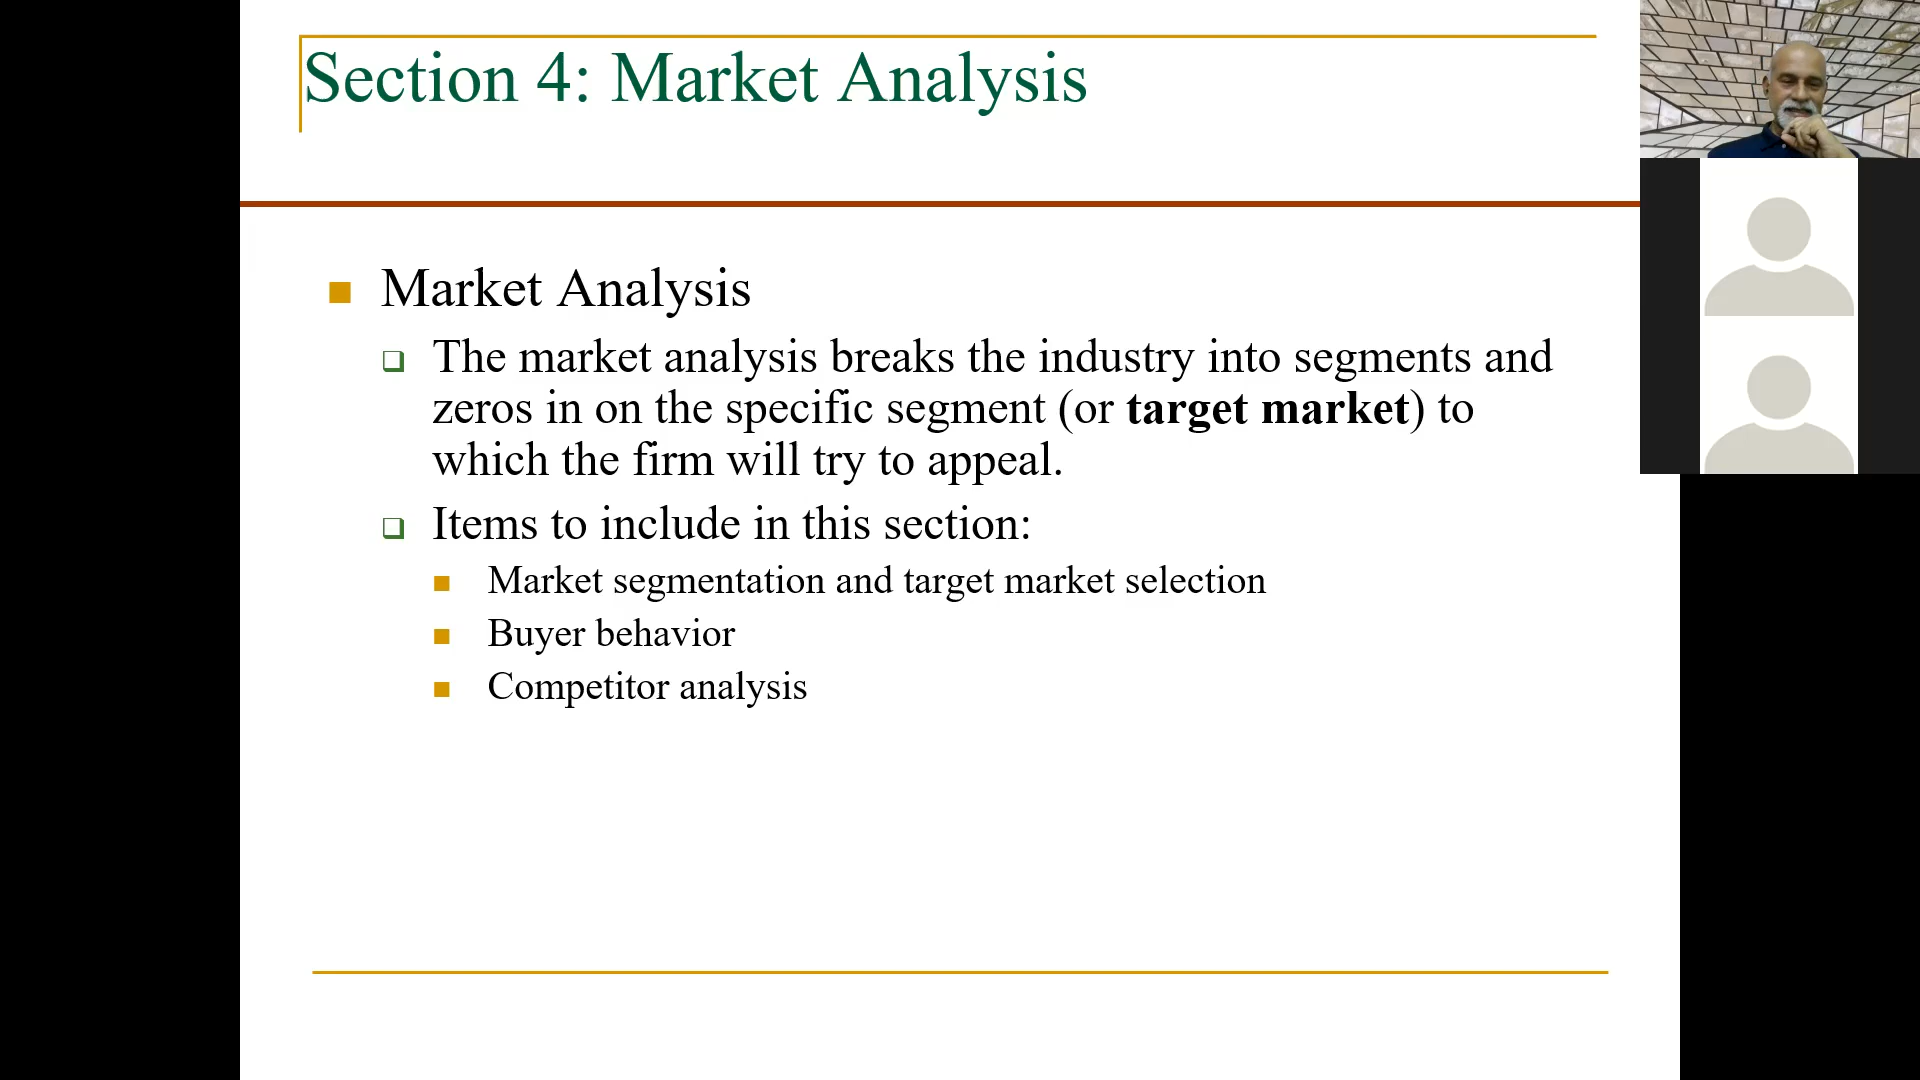 Section 4: Market Analysis
Market Analysis
The market analysis breaks the industry into segments and
zeros in on the specific segment (or target market) to
which the firm will try to appeal.
Items to include in this section:
Market segmentation and target market selection
Buyer behavior
Competitor analysis